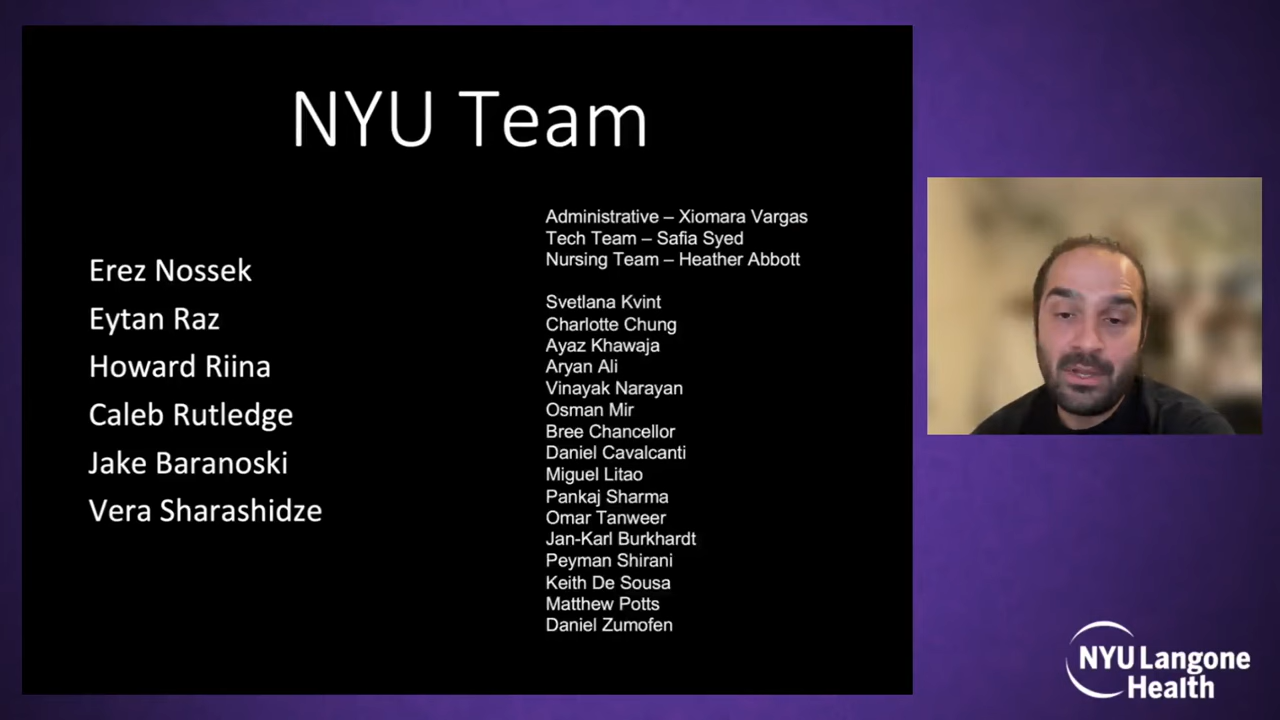 NYU Team
Erez Nossek
Eytan Raz
Howard Riina
Caleb Rutledge
Jake Baranoski
Vera Sharashidze
Administrative – Xiomara Vargas
Tech Team – Safia Syed
Nursing Team – Heather Abbott
Svetlana Kvint
Charlotte Chung
Ayaz Khawaja
Aryan Ali
Vinayak Narayan
Osman Mir
Bree Chancellor
Daniel Cavalcanti
Miguel Litao
Pankaj Sharma
Omar Tanweer
Jan-Karl Burkhardt
Peyman Shirani
Keith De Sousa
Matthew Potts
Daniel Zumofen
NYU Langone
Health